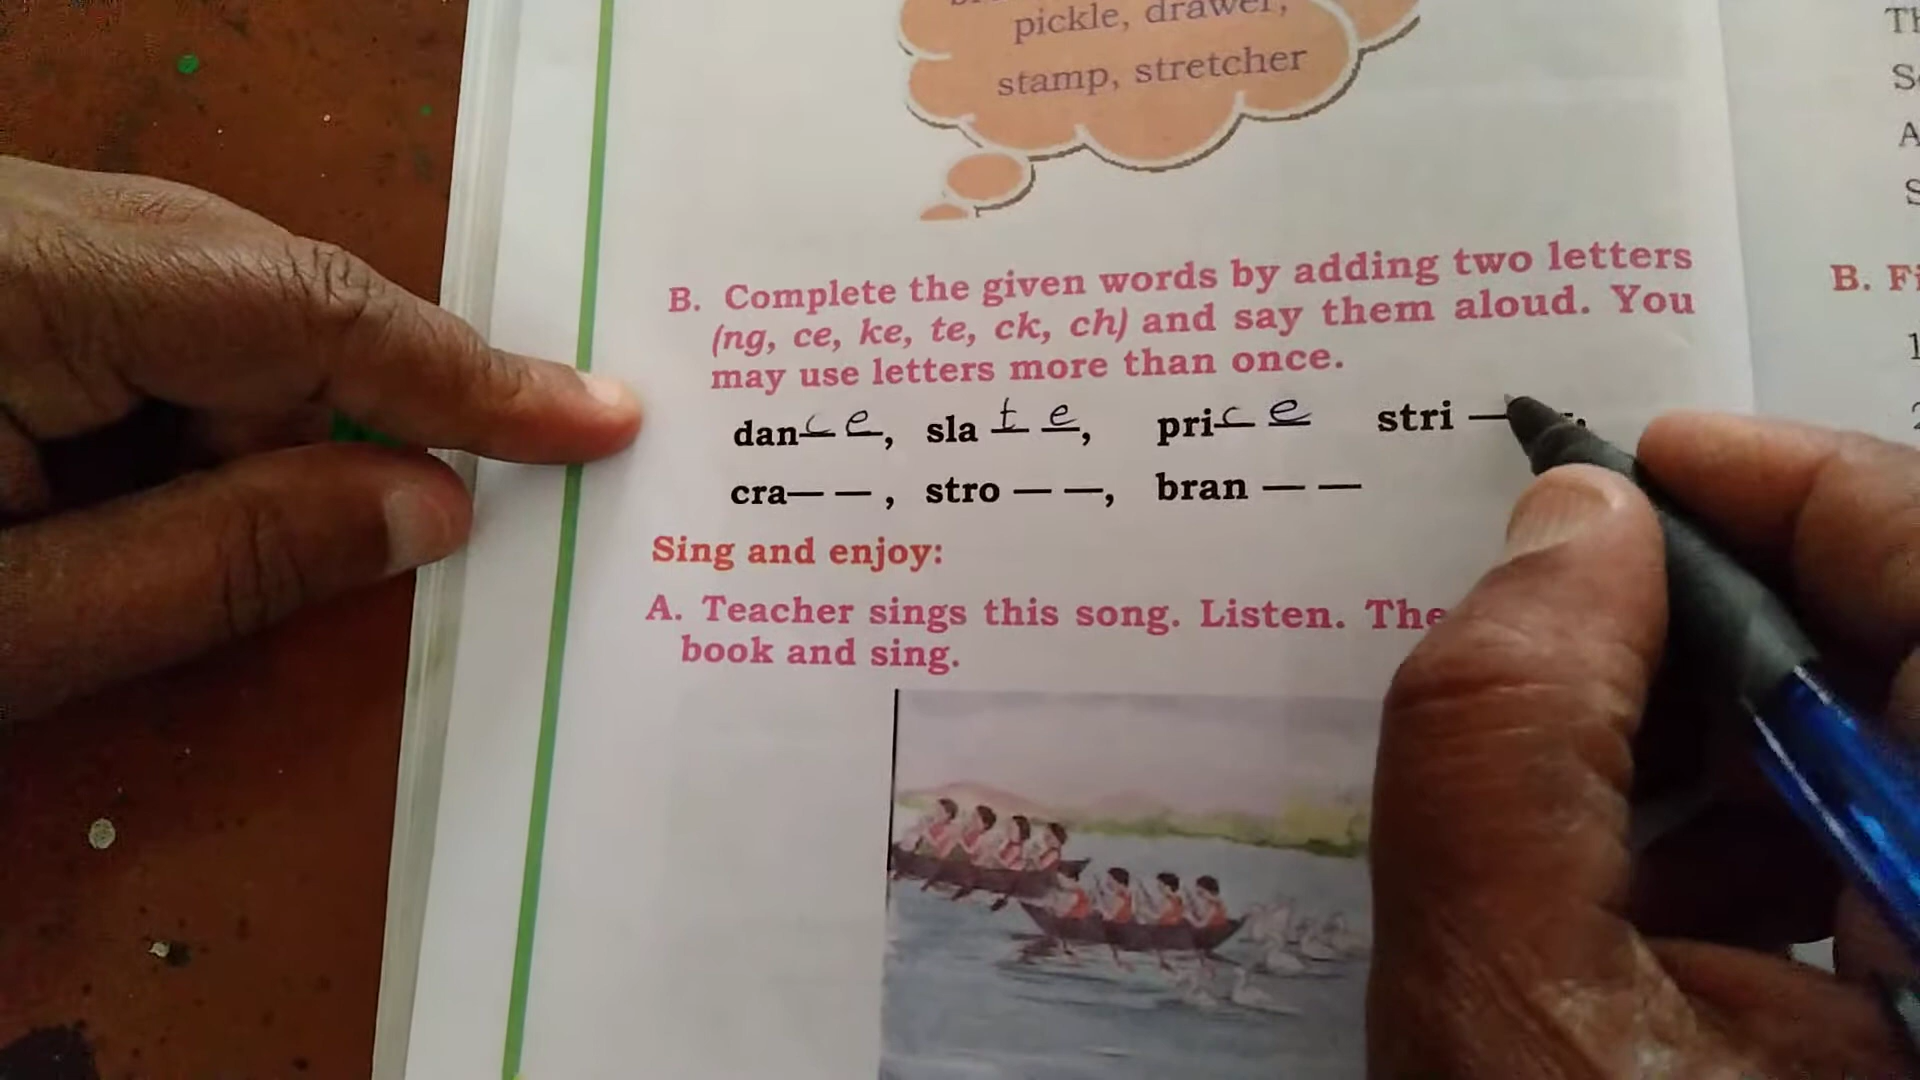 pickle, drawer,
stamp, stretcher
B. Complete the given words by adding two letters
(ng, ce, ke, te, ck, ch) and say them aloud. You
may use letters more than once.
dance, slate, price stri —
cra— — , stro — —, bran — —
Sing and enjoy:
A. Teacher sings this song. Listen. The
book and sing.
B. Fi